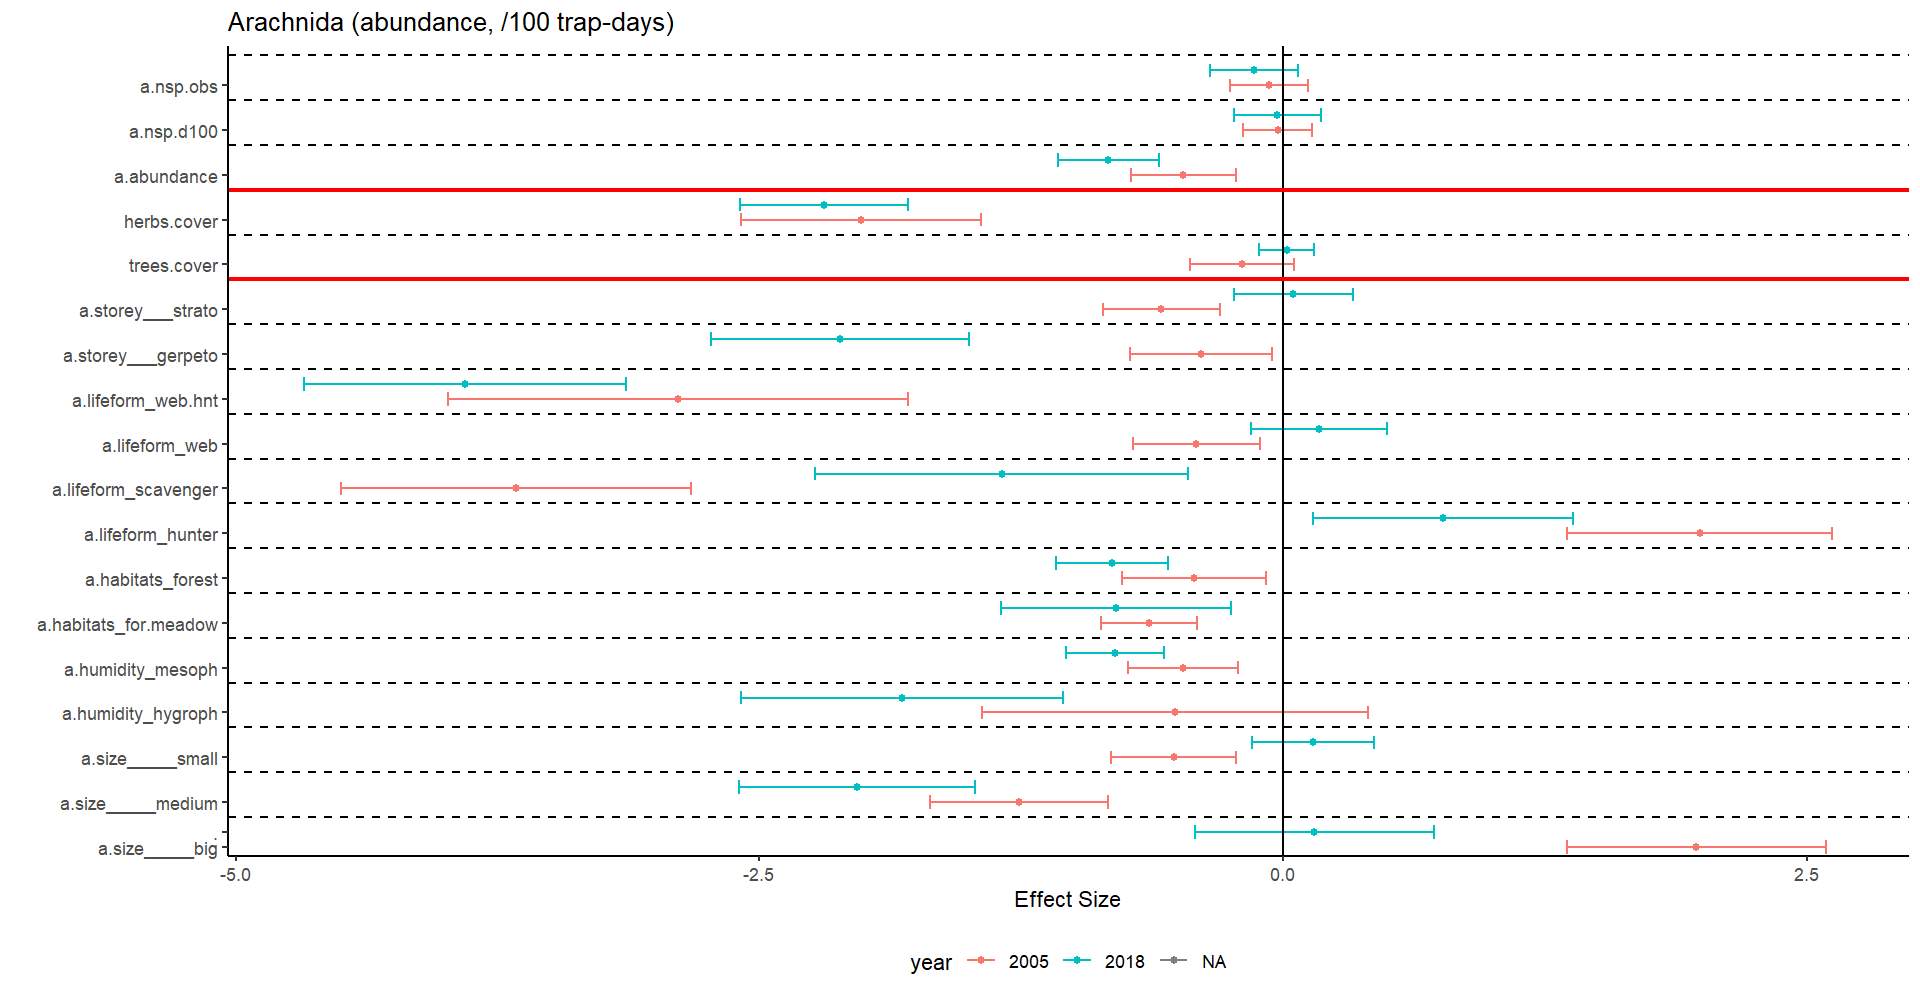 Arachnida (abundance, /100 trap-days)
a.nsp.obs
a.nsp.d100
a.abundance
herbs.cover
trees.cover
a.storey___strato
a.storey___gerpeto
a.lifeform_web.hnt
a.lifeform_web
a.lifeform_scavenger
a.lifeform_hunter
a.habitats_forest
a.habitats_for.meadow
a.humidity_mesoph
a.humidity_hygroph
a.size_____small
a.size_____medium
a.size_____big
-5.0 -2.5 0.0 2.5
Effect Size
year 2005 2018 NA